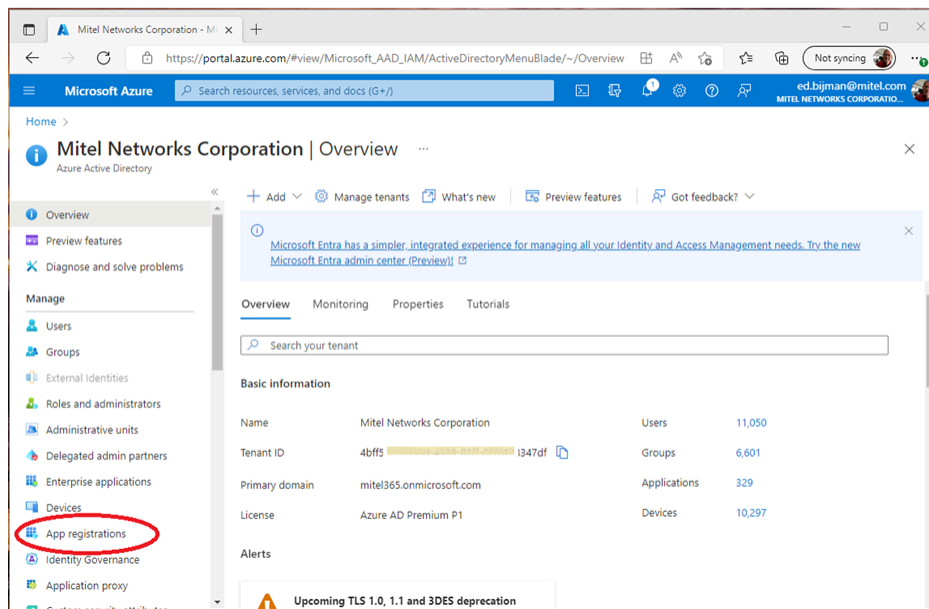 Mitel Networks Corporation - Mi
https://portal.azure.com/#view/Microsoft_AAD_IAM/ActiveDirectoryMenuBlade/~/Overview
Not syncing
Microsoft Azure
Search resources, services, and docs (G+/)
1
ed.bijman@mitel.com
MITEL NETWORKS CORPORATIO...
Home >
Mitel Networks Corporation | Overview ...
Azure Active Directory
Add
Manage tenants
What's new
Preview features
Got feedback?
Overview
Preview features
Diagnose and solve problems
Manage
Users
Groups
External Identities
Roles and administrators
Administrative units
Delegated admin partners
Enterprise applications
Devices
App registrations
Identity Governance
Application proxy
Custom security attributes
Microsoft Entra has a simpler, integrated experience for managing all your Identity and Access Management needs. Try the new
Microsoft Entra admin center (Preview)!
Overview Monitoring Properties Tutorials
Search your tenant
Basic information
Name Mitel Networks Corporation Users 11,050
Tenant ID 4bff5 347df Groups 6,601
Primary domain mitel365.onmicrosoft.com Applications 329
License Azure AD Premium P1 Devices 10,297
Alerts
Upcoming TLS 1.0, 1.1 and 3DES deprecation